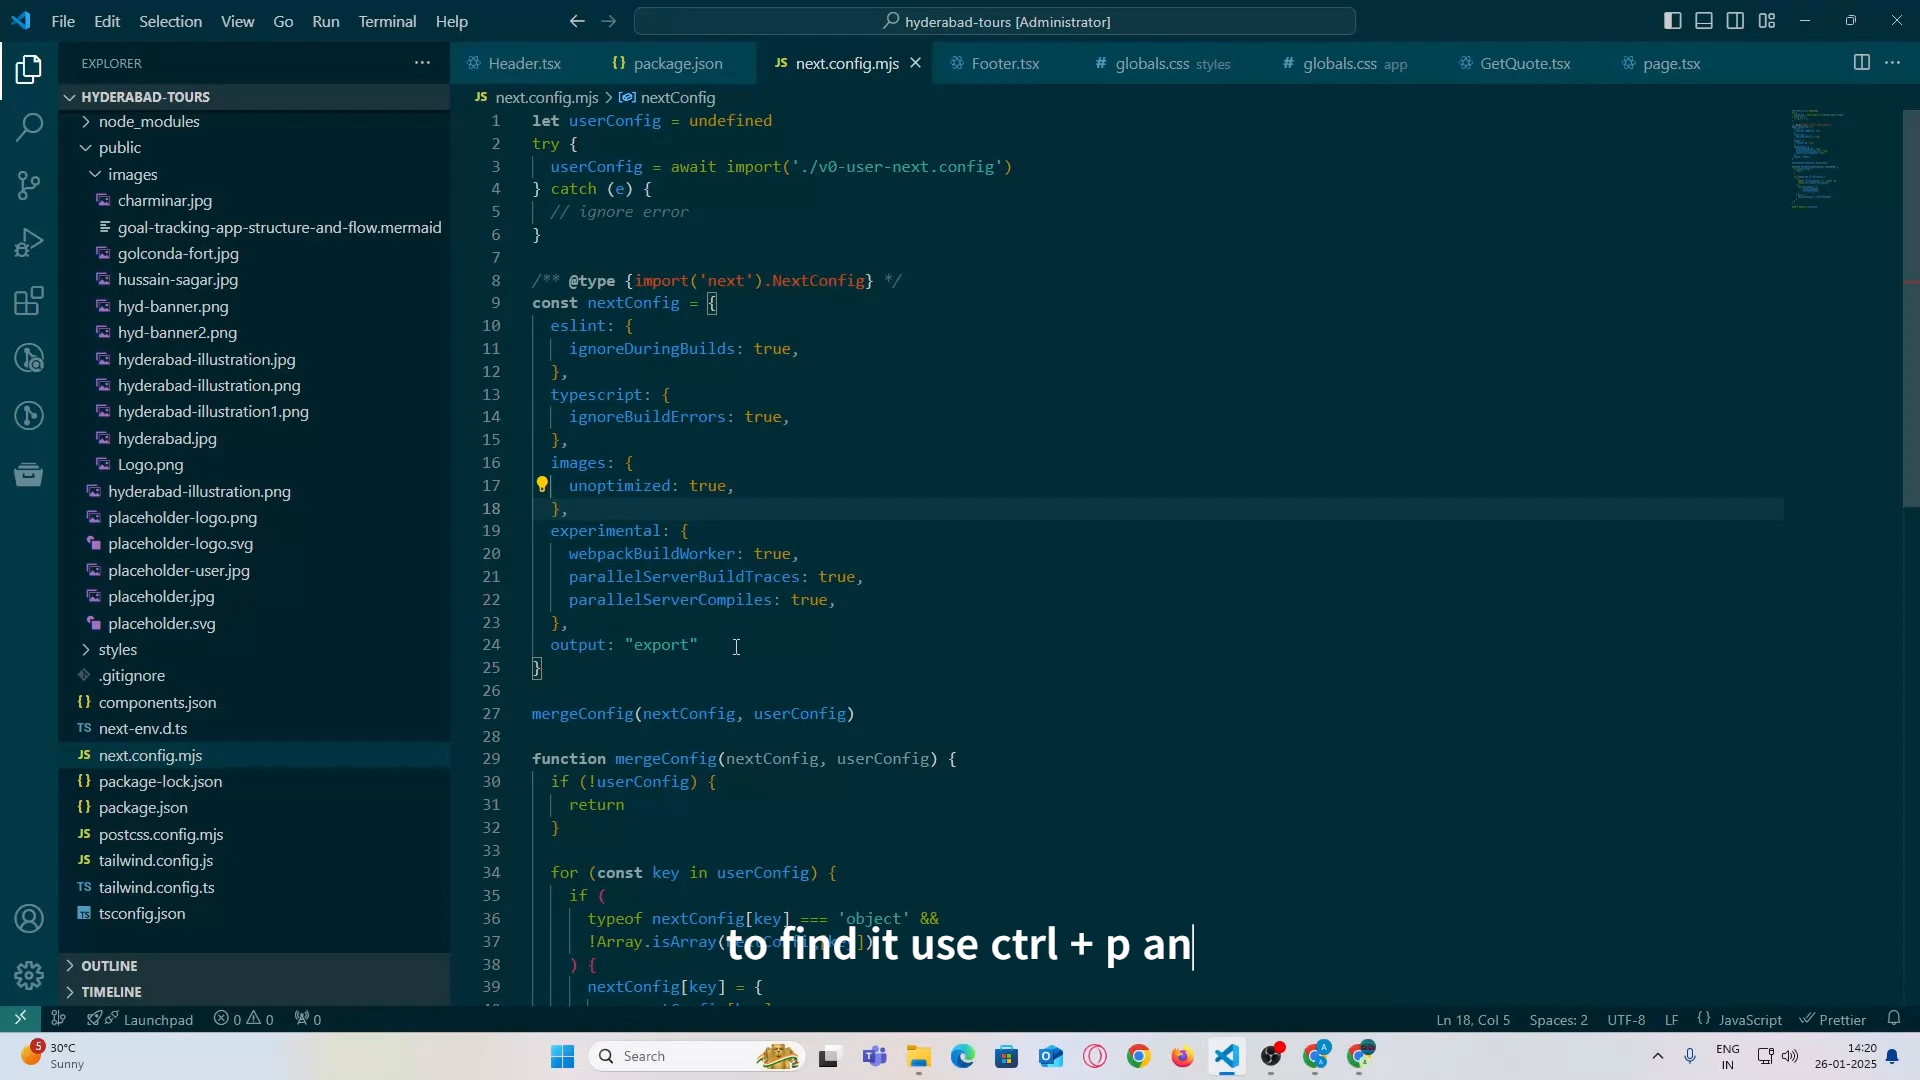 File Edit Selection View Go Run Terminal Help
hyderabad-tours [Administrator]
EXPLORER
HYDERABAD-TOURS
node_modules
public
images
charminar.jpg
goal-tracking-app-structure-and-flow.mermaid
golconda-fort.jpg
hussain-sagar.jpg
hyd-banner.png
hyd-banner2.png
hyderabad-illustration.jpg
hyderabad-illustration.png
hyderabad-illustration1.png
hyderabad.jpg
Logo.png
hyderabad-illustration.png
placeholder-logo.png
placeholder-logo.svg
placeholder-user.jpg
placeholder.jpg
placeholder.svg
styles
.gitignore
{} components.json
TS next-env.d.ts
JS next.config.mjs
{} package-lock.json
{} package.json
JS postcss.config.mjs
JS tailwind.config.js
TS tailwind.config.ts
TS tsconfig.json
OUTLINE
TIMELINE
Header.tsx {} package.json JS next.config.mjs Footer.tsx # globals.css styles # globals.css app GetQuote.tsx page.tsx
JS next.config.mjs > nextConfig
1 let userConfig = undefined
2 try {
3 userConfig = await import('./v0-user-next.config')
4 } catch (e) {
5 // ignore error
6 }
7
8 /** @type {import('next').NextConfig} */
9 const nextConfig = {
10 eslint: {
11 ignoreDuringBuilds: true,
12 },
13 typescript: {
14 ignoreBuildErrors: true,
15 },
16 images: {
17 unoptimized: true,
18 },
19 experimental: {
20 webpackBuildWorker: true,
21 parallelServerBuildTraces: true,
22 parallelServerCompiles: true,
23 },
24 output: "export"
25 }
26
27 mergeConfig(nextConfig, userConfig)
28
29 function mergeConfig(nextConfig, userConfig) {
30 if (!userConfig) {
31 return
32 }
33
34 for (const key in userConfig) {
35 if (
36 typeof nextConfig[key] === 'object' &&
37 !Array.isArray(
38 ) {
39 nextConfig[key] = {
to find it use ctrl + p an
Launchpad 0 0 0
Ln 18, Col 5 Spaces: 2 UTF-8 LF {} JavaScript Prettier
5
30°C
Sunny
Search
ENG
IN
14:20
26-01-2025